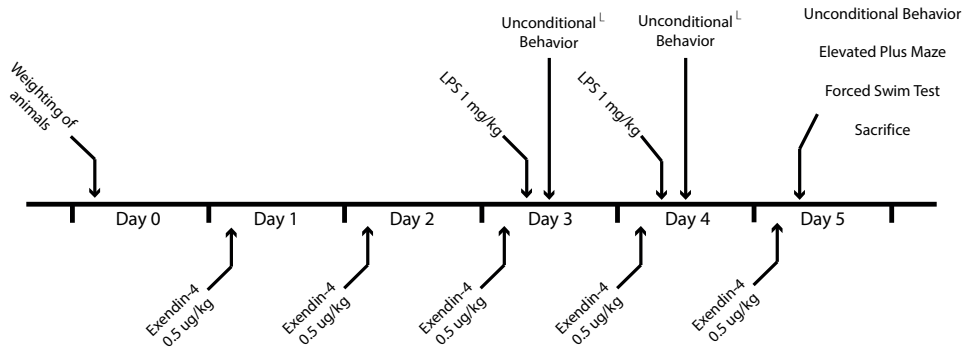 Unconditional L
Behavior
Unconditional L
Behavior
Unconditional Behavior
Elevated Plus Maze
Forced Swim Test
Sacrifice
Weighting of
animals
LPS 1 mg/kg
LPS 1 mg/kg
Day 0
Day 1
Day 2
Day 3
Day 4
Day 5
Exendin-4
0.5 ug/kg
Exendin-4
0.5 ug/kg
Exendin-4
0.5 ug/kg
Exendin-4
0.5 ug/kg
Exendin-4
0.5 ug/kg